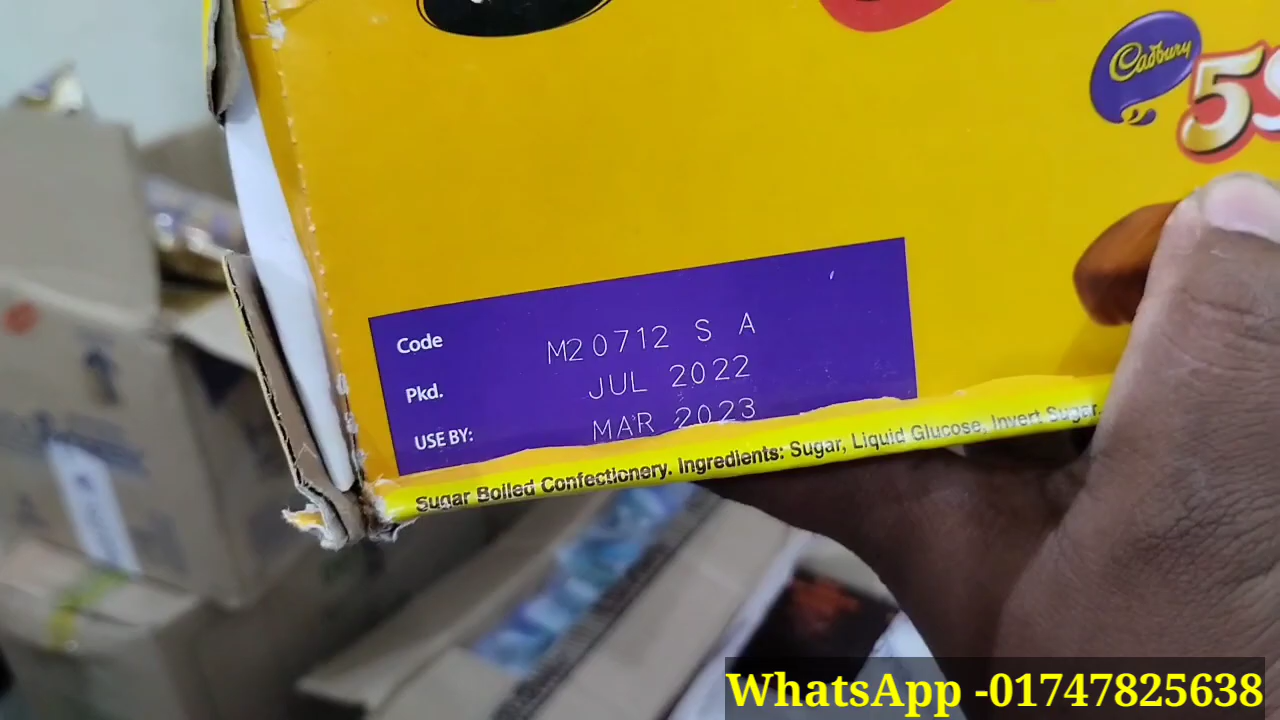 Cadbury
5S
Code M20712 S A
Pkd. JUL 2022
USE BY: MAR 2023
Sugar Boiled Confectionery. Ingredients: Sugar, Liquid Glucose, Invert Sugar.
WhatsApp -01747825638